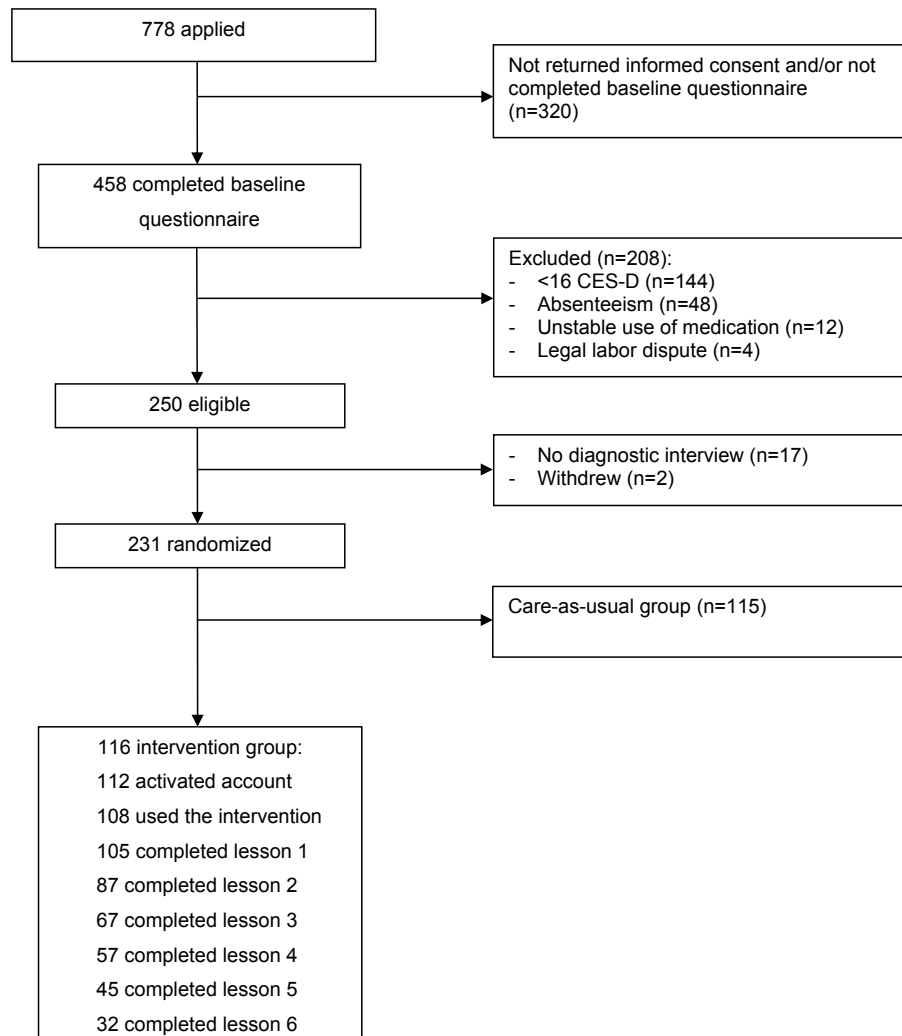 778 applied
Not returned informed consent and/or not
completed baseline questionnaire
(n=320)
458 completed baseline
questionnaire
Excluded (n=208):
- <16 CES-D (n=144)
- Absenteeism (n=48)
- Unstable use of medication (n=12)
- Legal labor dispute (n=4)
250 eligible
- No diagnostic interview (n=17)
- Withdrew (n=2)
231 randomized
Care-as-usual group (n=115)
116 intervention group:
112 activated account
108 used the intervention
105 completed lesson 1
87 completed lesson 2
67 completed lesson 3
57 completed lesson 4
45 completed lesson 5
32 completed lesson 6